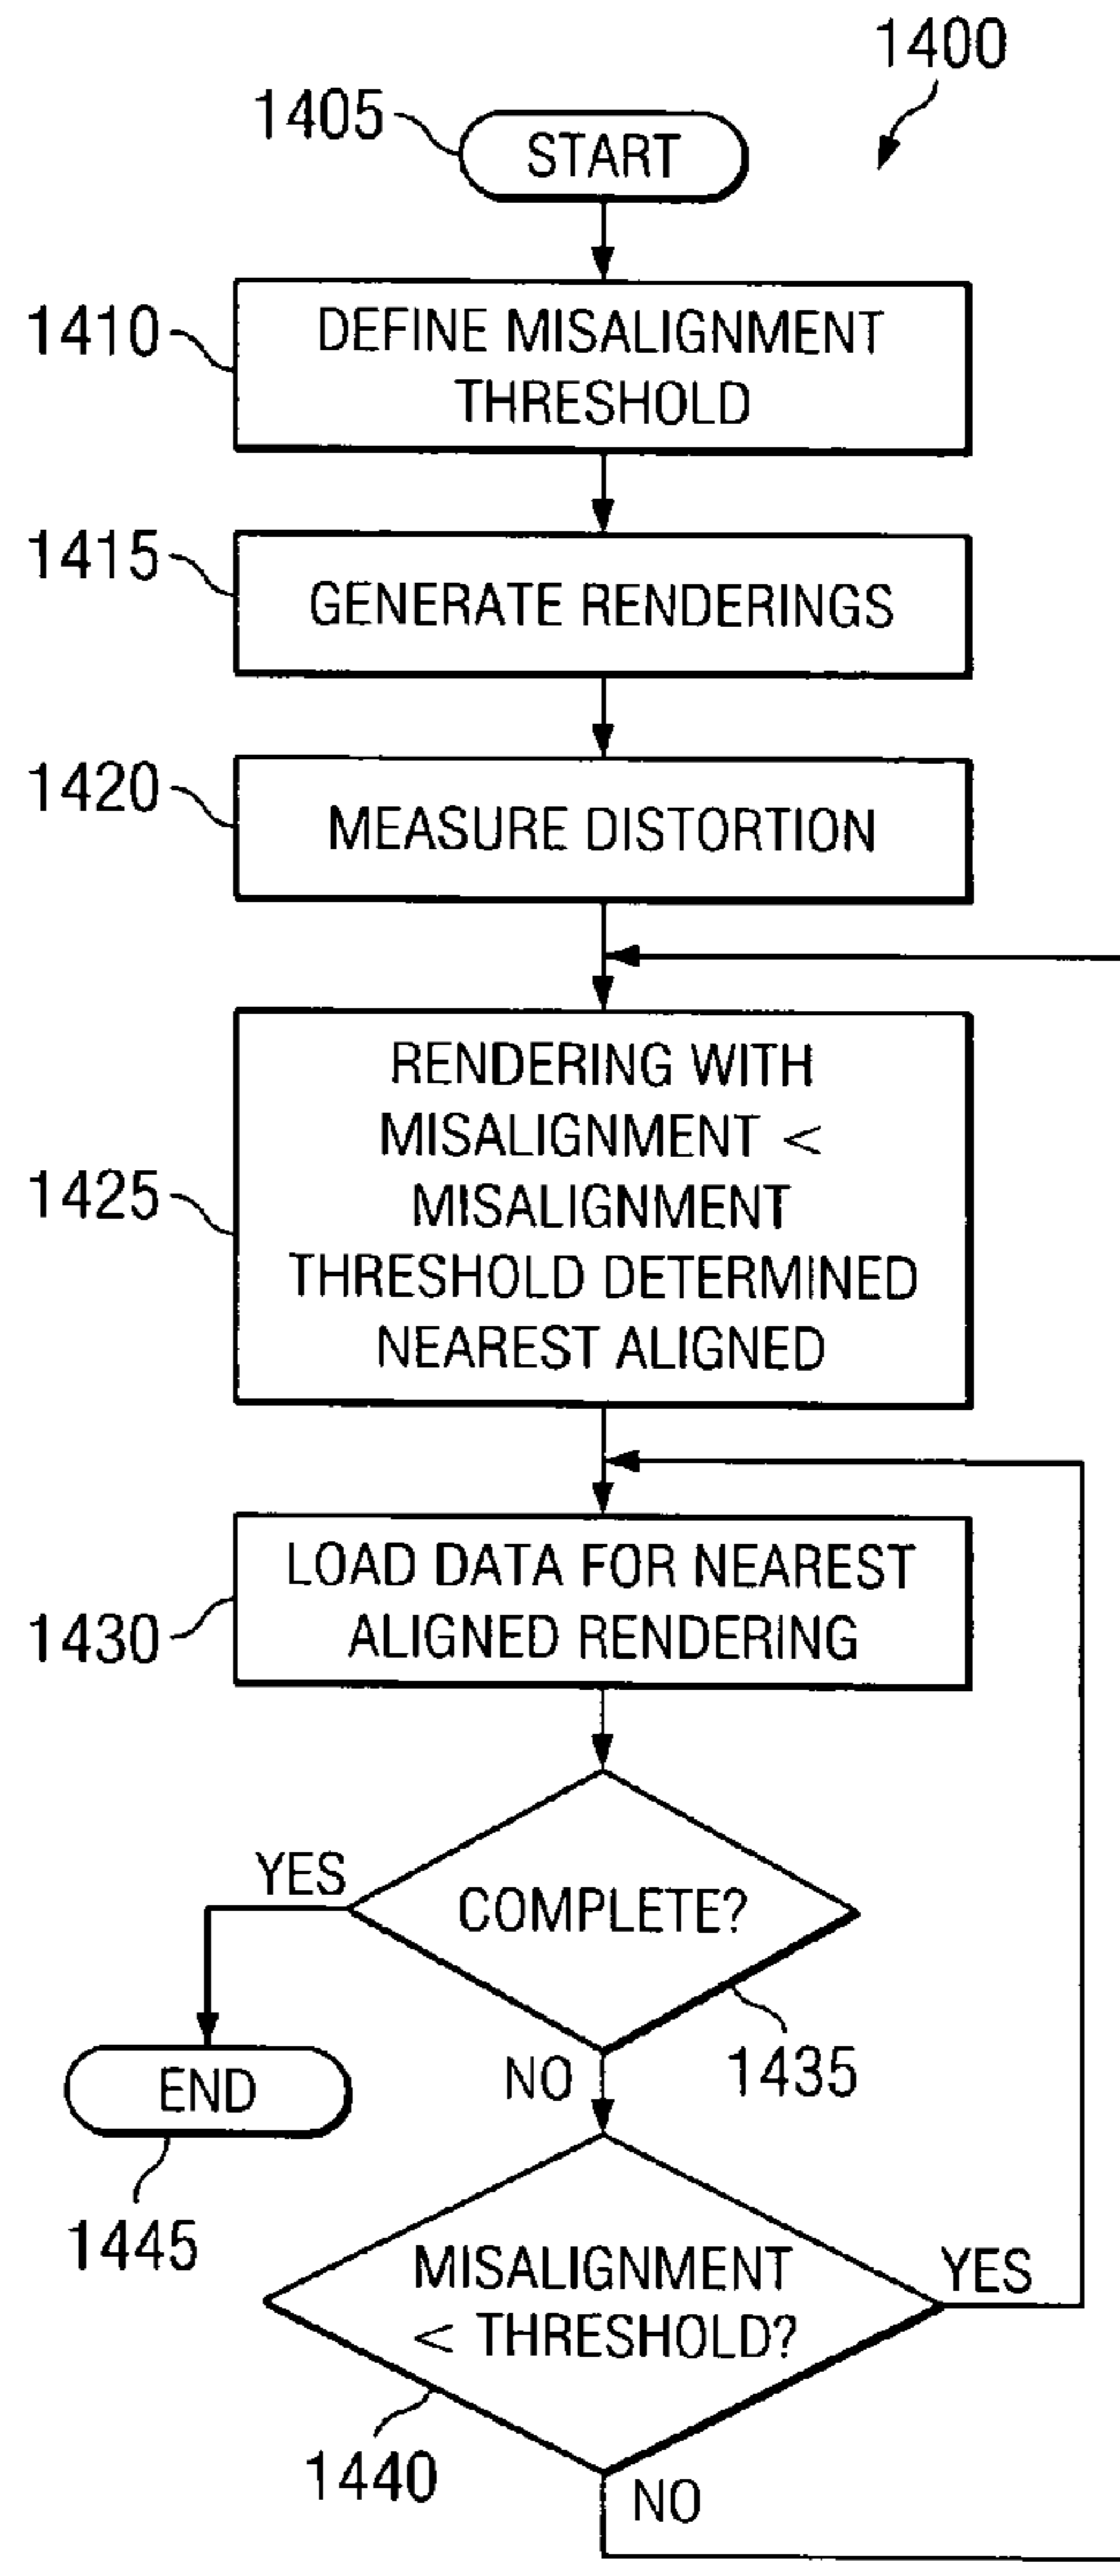 1400
1405
START
1410
DEFINE MISALIGNMENT
THRESHOLD
1415
GENERATE RENDERINGS
1420
MEASURE DISTORTION
1425
RENDERING WITH
MISALIGNMENT <
MISALIGNMENT
THRESHOLD DETERMINED
NEAREST ALIGNED
1430
LOAD DATA FOR NEAREST
ALIGNED RENDERING
YES
COMPLETE?
1435
NO
END
1445
MISALIGNMENT
< THRESHOLD?
YES
1440
NO